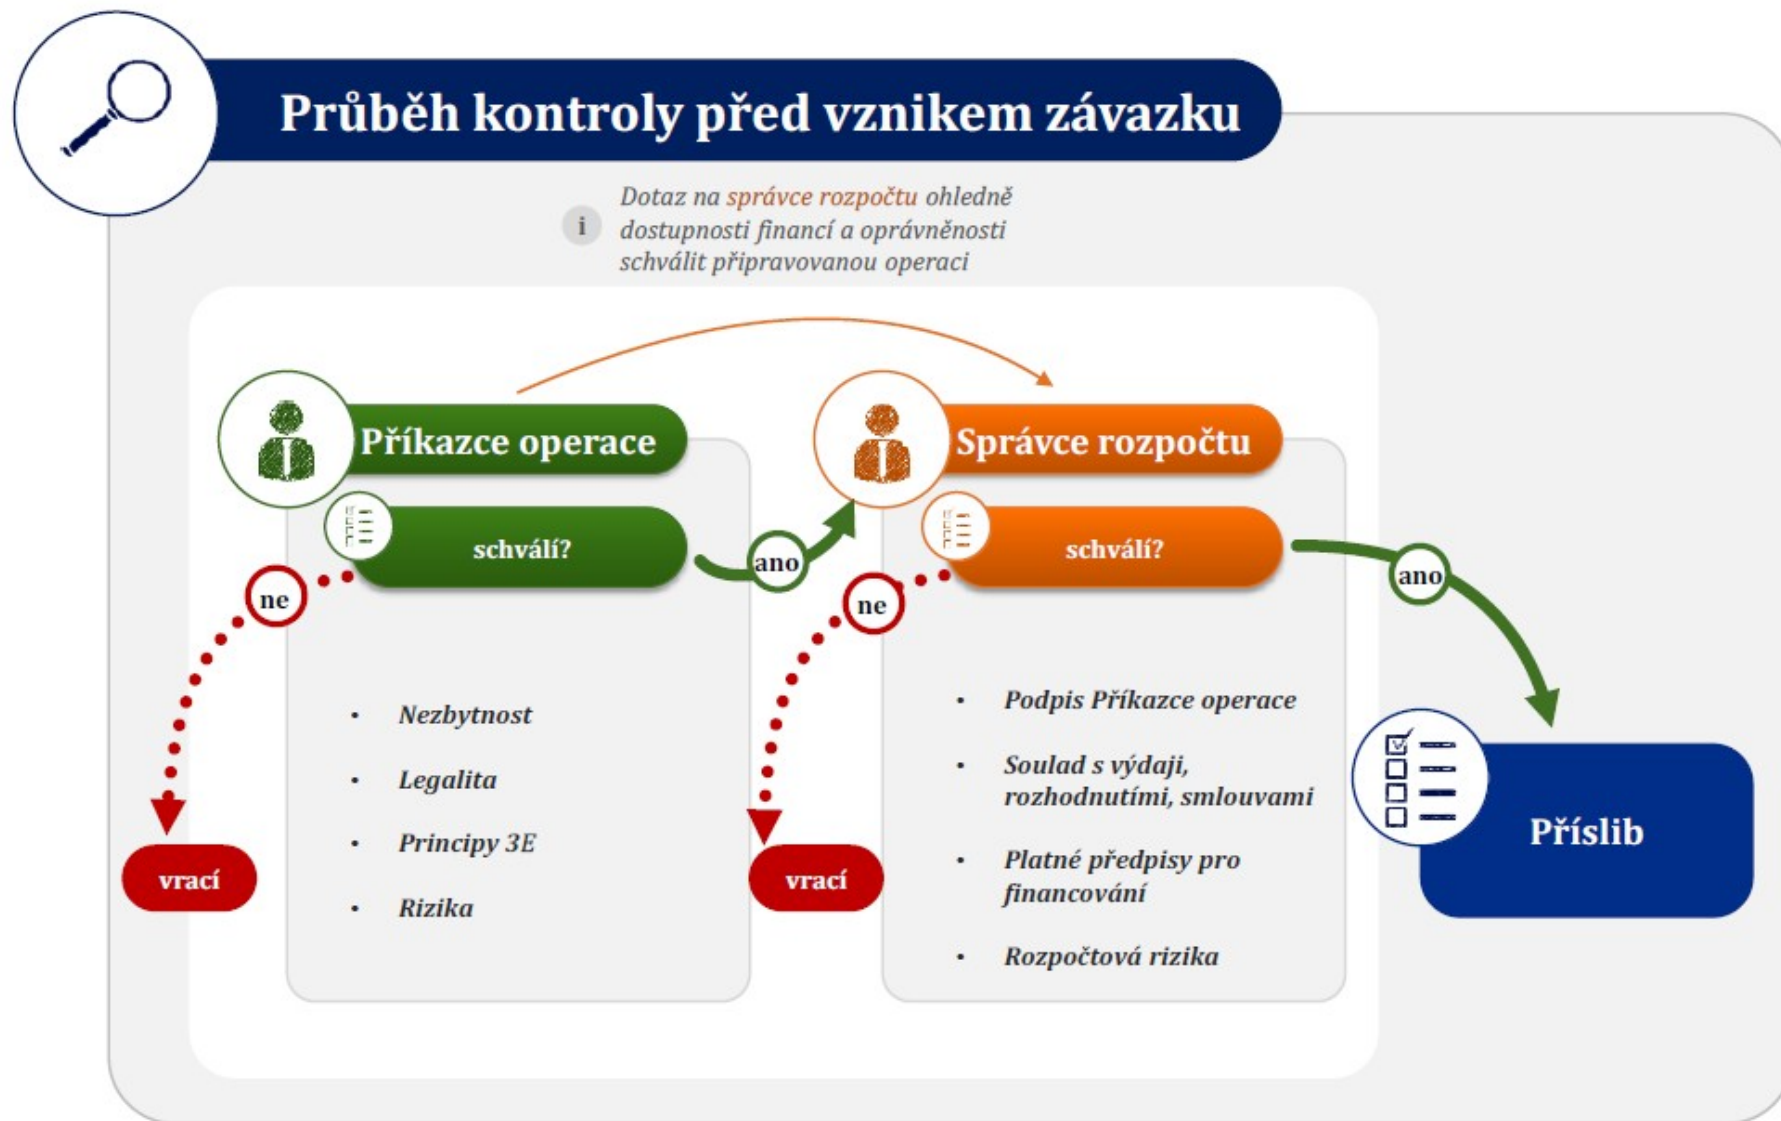 Průběh kontroly před vznikem závazku
i
Dotaz na správce rozpočtu ohledně
dostupnosti financí a oprávněnosti
schválit připravovanou operaci
Příkazce operace
schválí?
ano
ne
• Nezbytnost
• Legalita
• Principy 3E
• Rizika
vrací
Správce rozpočtu
schválí?
ano
ne
• Podpis Příkazce operace
• Soulad s výdaji,
rozhodnutími, smlouvami
• Platné předpisy pro
financování
• Rozpočtová rizika
vrací
Příslib